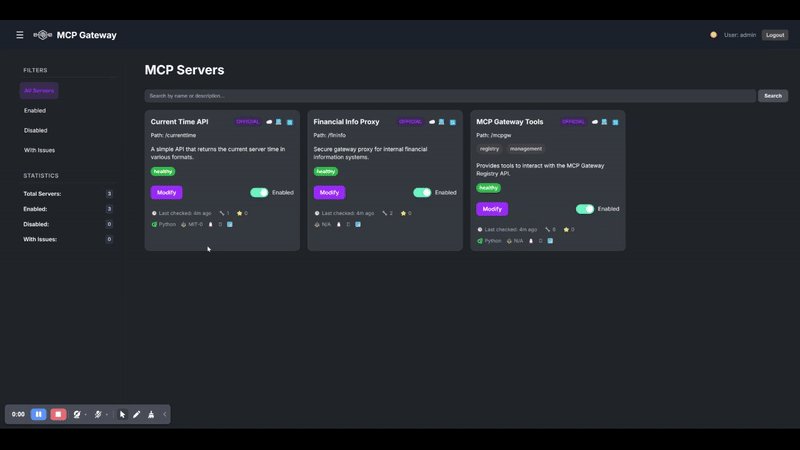 MCP Gateway
User: admin
Logout
FILTERS
All Servers
Enabled
Disabled
With Issues
STATISTICS
Total Servers: 3
Enabled: 3
Disabled: 0
With Issues: 0
MCP Servers
Search by name or description...
Search
Current Time API OFFICIAL
Path: /currenttime
A simple API that returns the current server time in
various formats.
healthy
Modify
Enabled
Last checked: 4m ago 1 0
Python MIT-0 0
Financial Info Proxy OFFICIAL
Path: /fininfo
Secure gateway proxy for internal financial
information systems.
healthy
Modify
Enabled
Last checked: 4m ago 2 0
N/A 0
MCP Gateway Tools OFFICIAL
Path: /mcpgw
registry management
Provides tools to interact with the MCP Gateway
Registry API.
healthy
Modify
Enabled
Last checked: 4m ago 6 0
Python N/A 0
0:00